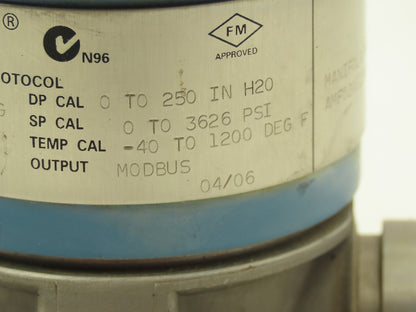 ®
FM
N96
APPROVED
OTOCOL
DP CAL 0 TO 250 IN H20
SP CAL 0 TO 3626 PSI
TEMP CAL -40 TO 1200 DEG F
OUTPUT MODBUS
04/06